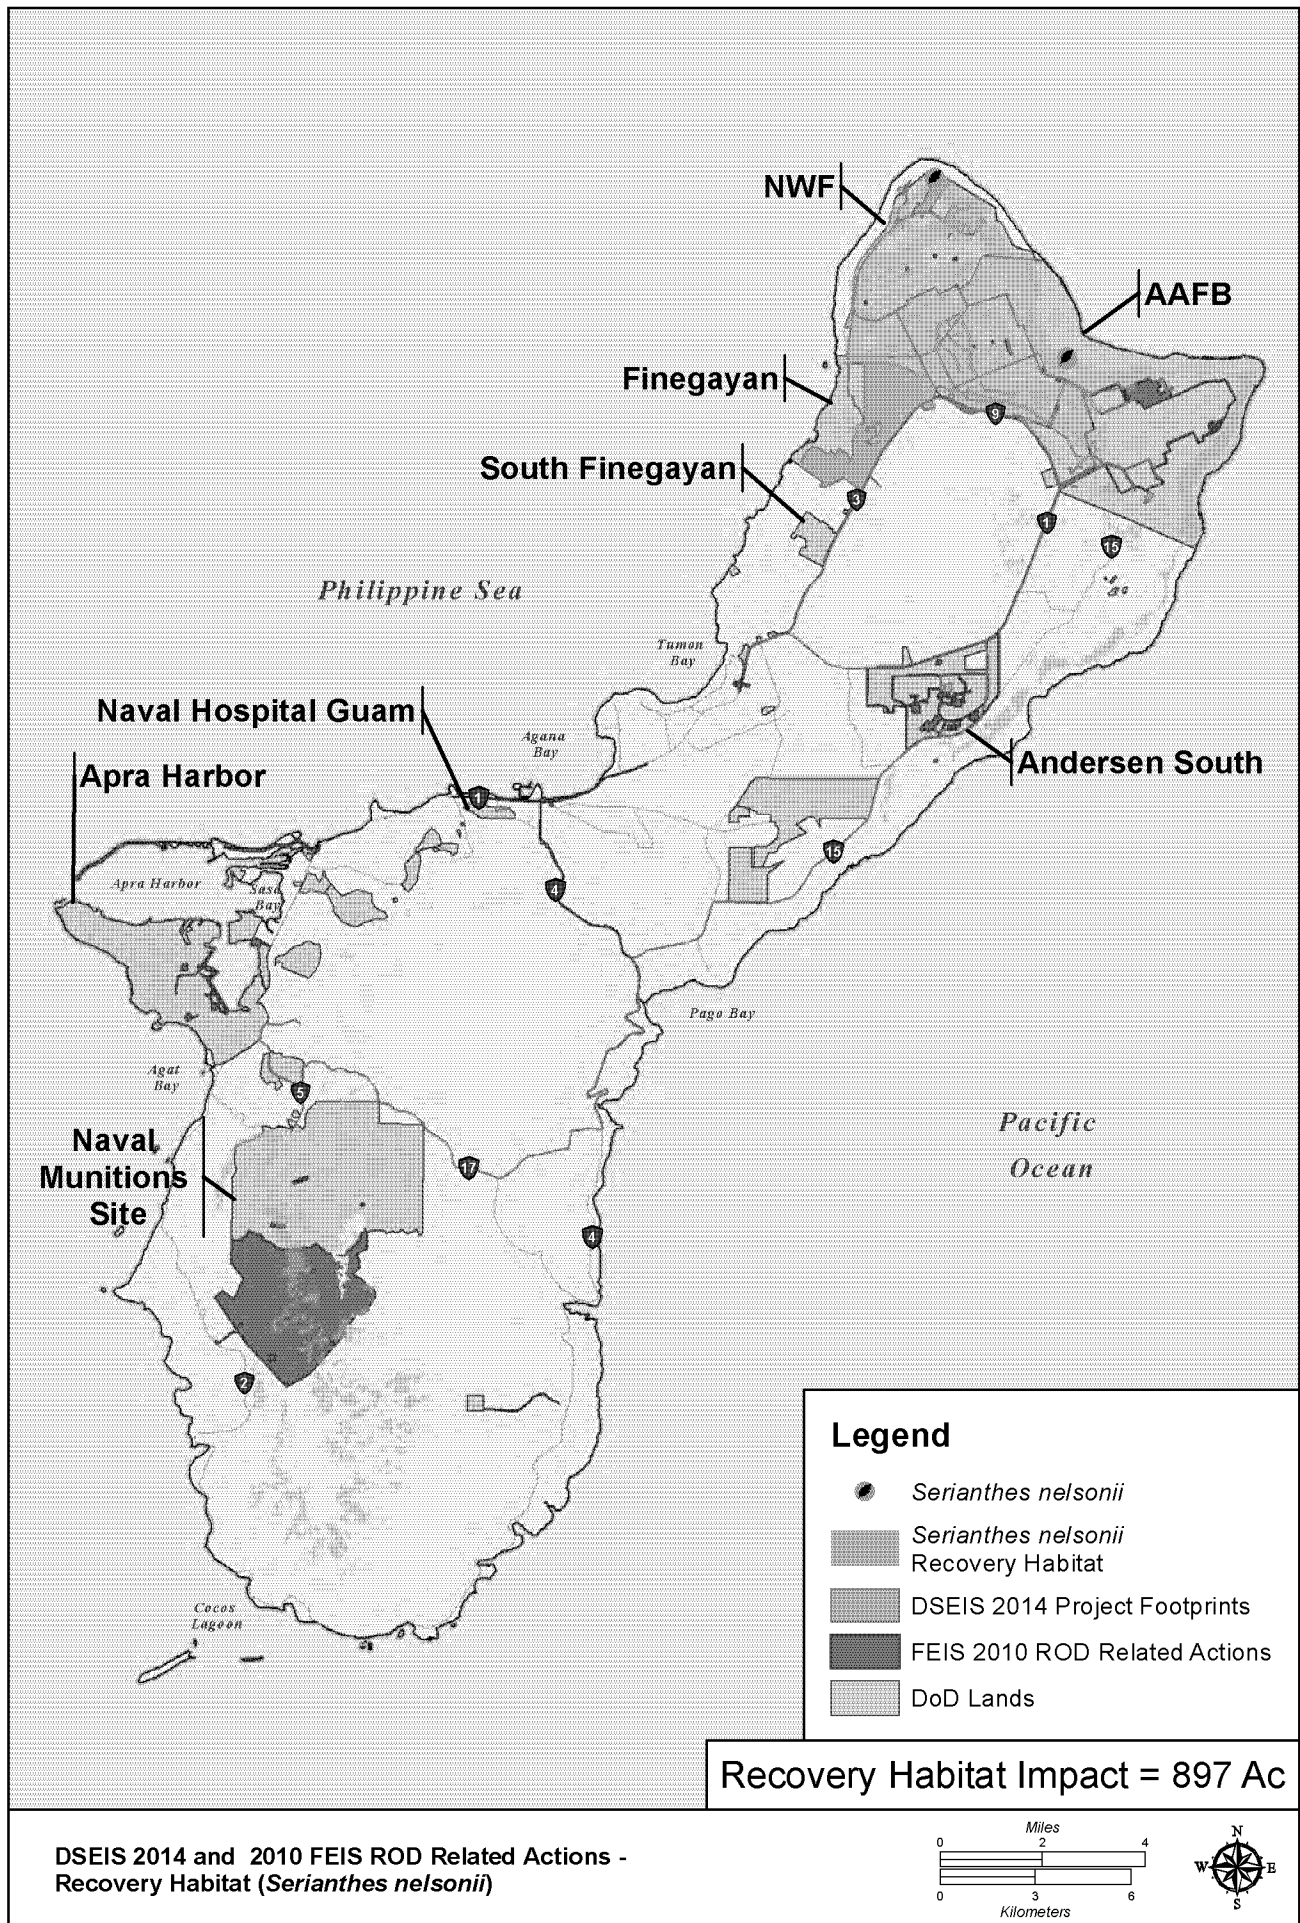 NWF
AAFB
Finegayan
9
South Finegayan
3
1
15
Philippine Sea
Tumon
Bay
Naval Hospital Guam
Agana
Bay
Andersen South
Apra Harbor
1
15
Apra Harbor
Sasa
Bay
4
Pago Bay
Agat
Bay
5
Pacific
Ocean
Naval
Munitions
Site
17
4
2
Cocos
Lagoon
Legend
Serianthes nelsonii
Serianthes nelsonii
Recovery Habitat
DSEIS 2014 Project Footprints
FEIS 2010 ROD Related Actions
DoD Lands
Recovery Habitat Impact = 897 Ac
DSEIS 2014 and 2010 FEIS ROD Related Actions -
Recovery Habitat (Serianthes nelsonii)
Miles
0 2 4
0 3 6
Kilometers
N
W E
S